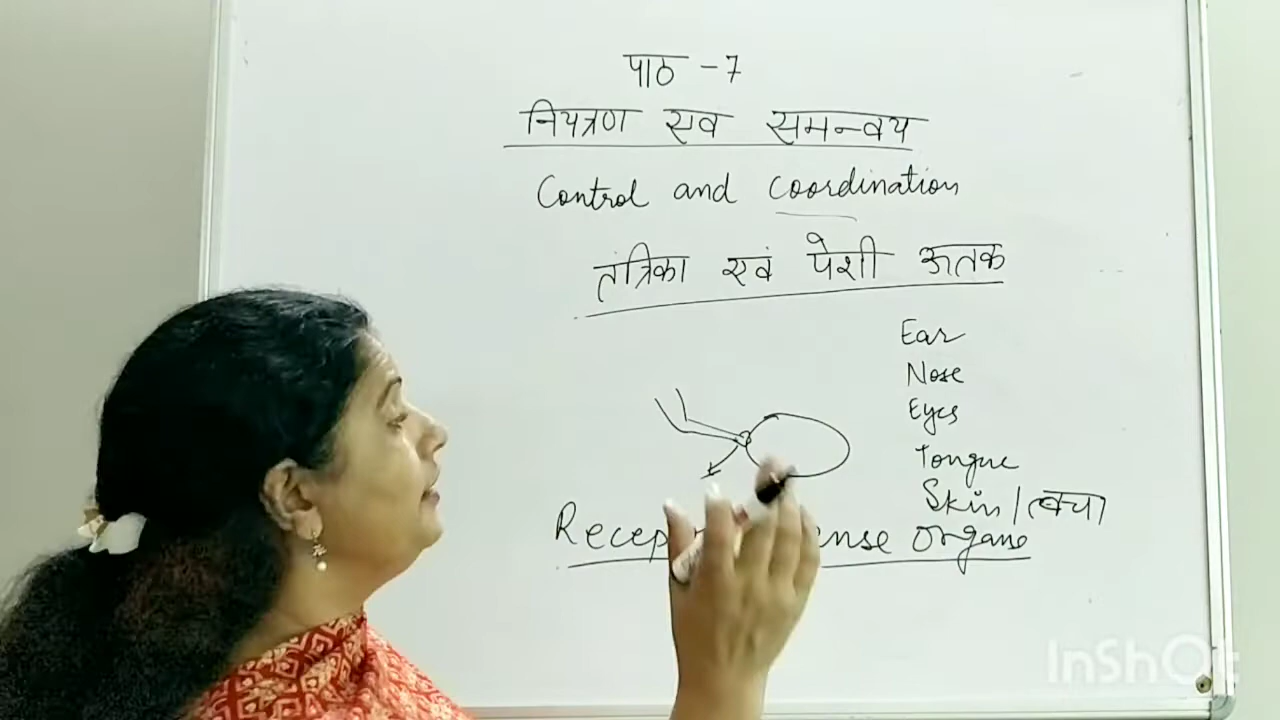 पाठ - 7
नियत्रण एव समन्वय
Control and coordination
तंत्रिका एवं पेशी ऊतक
Ear
Nose
Eyes
Tongue
Skin / त्वचा
organs
InShOt